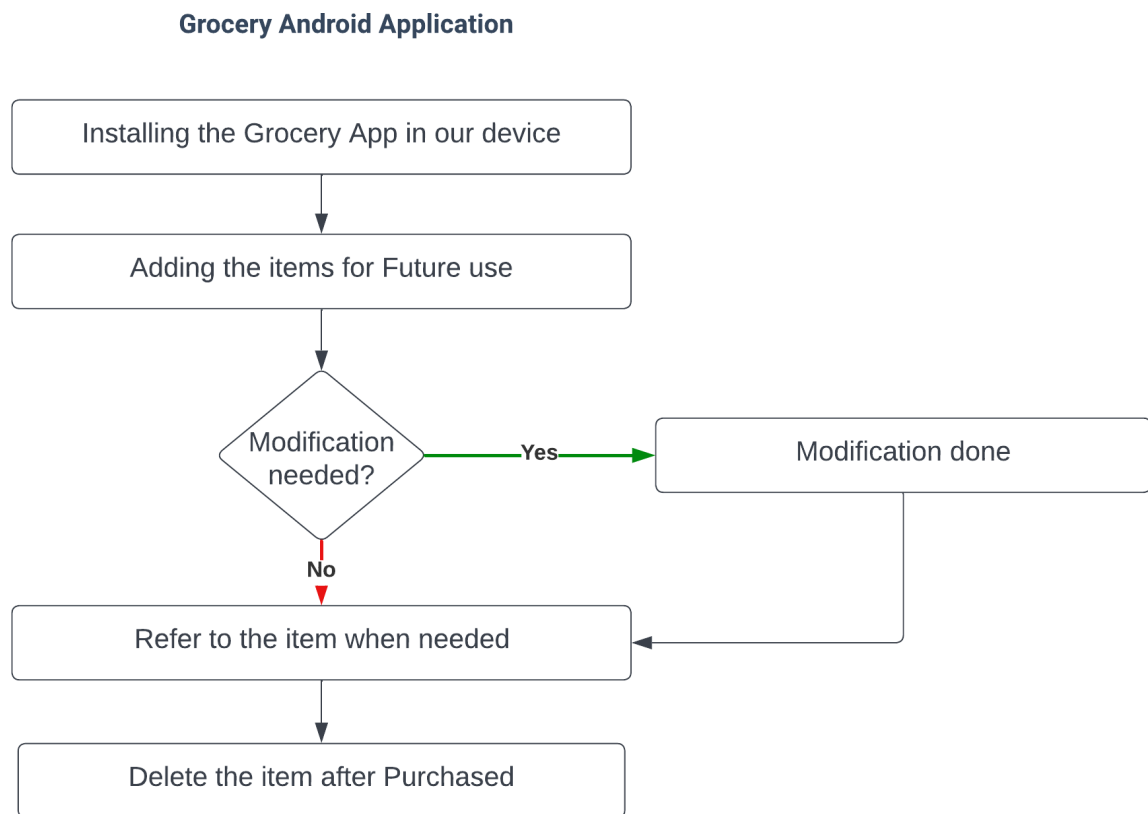 Grocery Android Application
Installing the Grocery App in our device
Adding the items for Future use
Modification
needed?
Yes
Modification done
No
Refer to the item when needed
Delete the item after Purchased